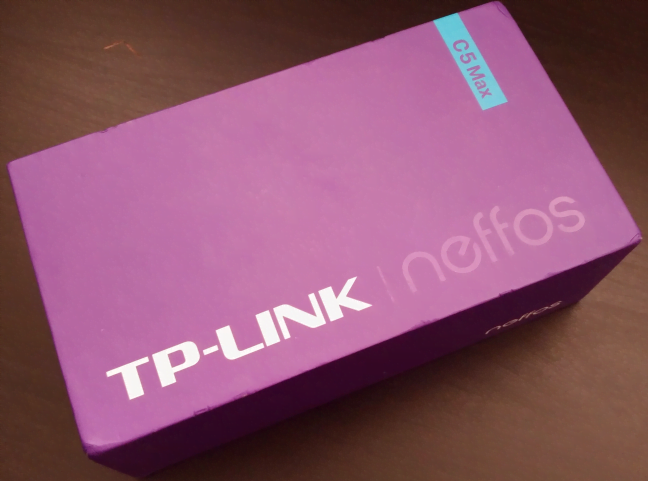 C5 Max
TP-LINK | neffos
neffos